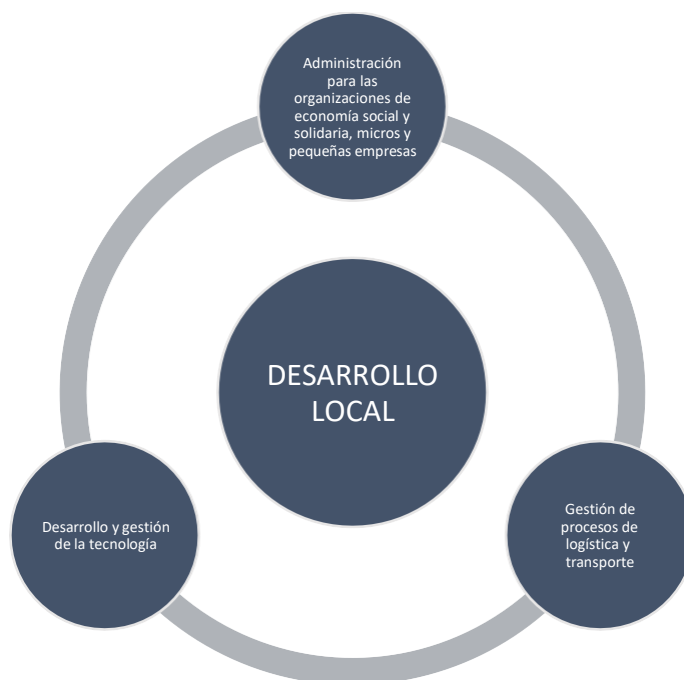 Administración
para las
organizaciones de
economía social y
solidaria, micros y
pequeñas empresas
DESARROLLO
LOCAL
Desarrollo y gestión
de la tecnología
Gestión de
procesos de
logística y
transporte